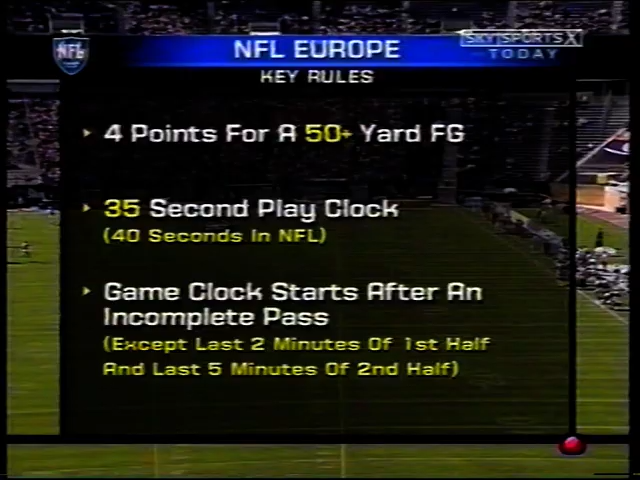 NFL
NFL EUROPE
SKY SPORTS X
TODAY
KEY RULES
4 Points For A 50+ Yard FG
35 Second Play Clock
(40 Seconds In NFL)
Game Clock Starts After An
Incomplete Pass
(Except Last 2 Minutes Of 1st Half
And Last 5 Minutes Of 2nd Half)